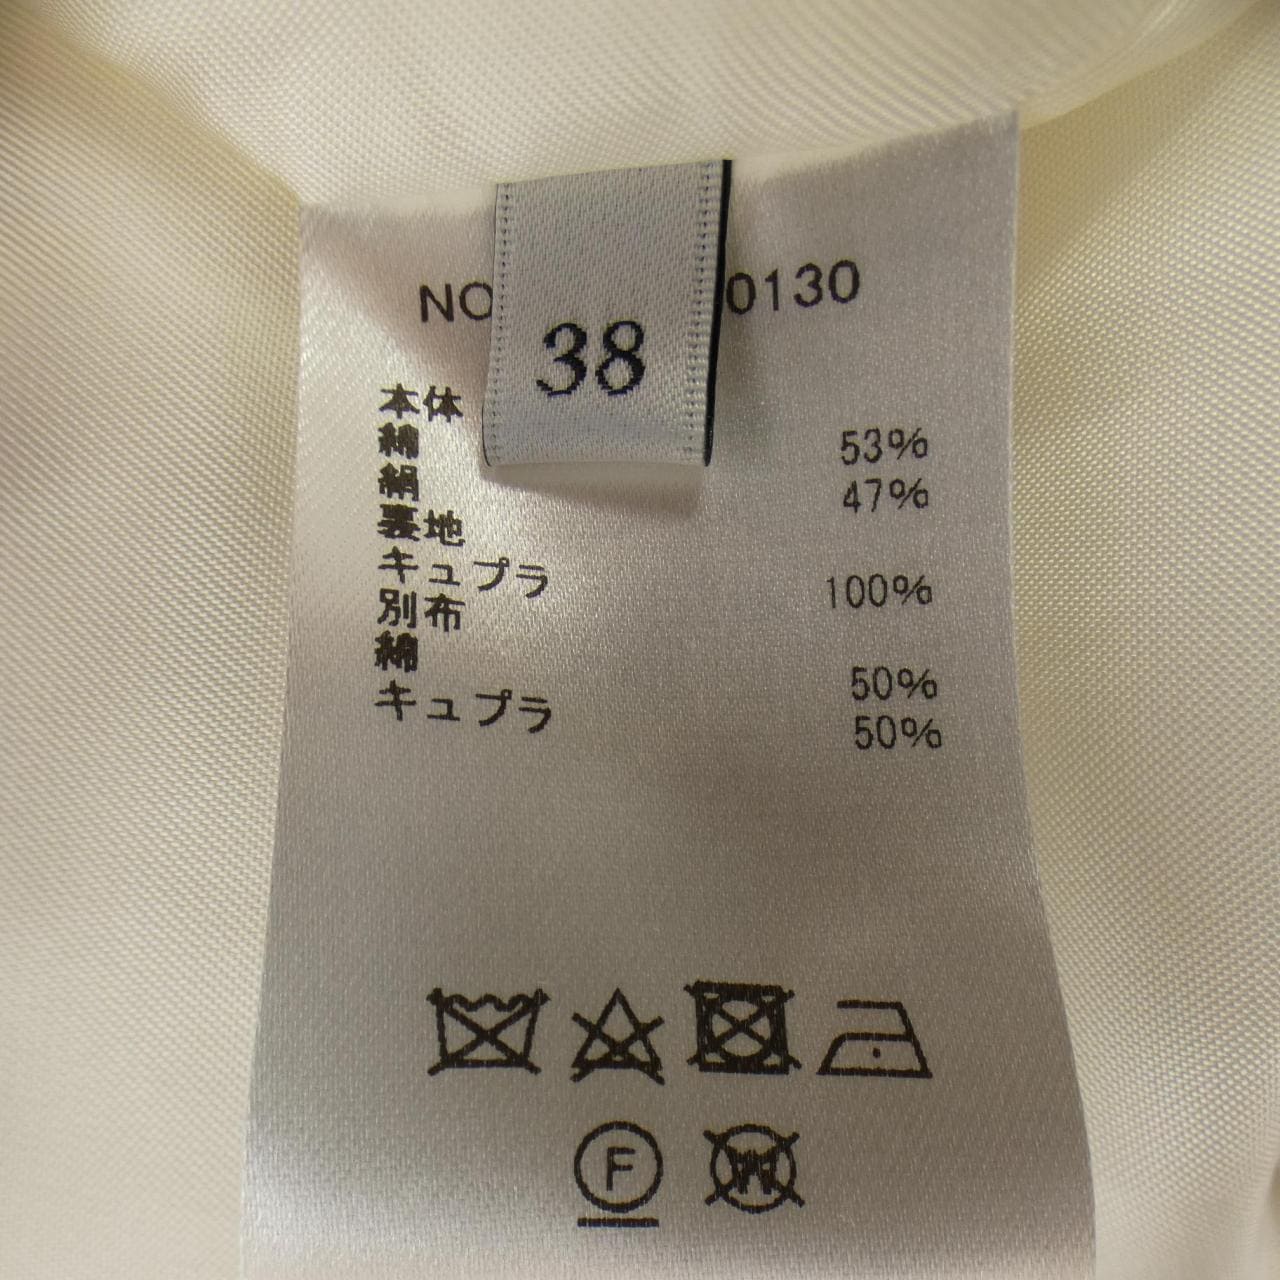 NO 0130
38
本体
綿 53%
絹 47%
裏地
キュプラ 100%
別布
綿 50%
キュプラ 50%
F
W